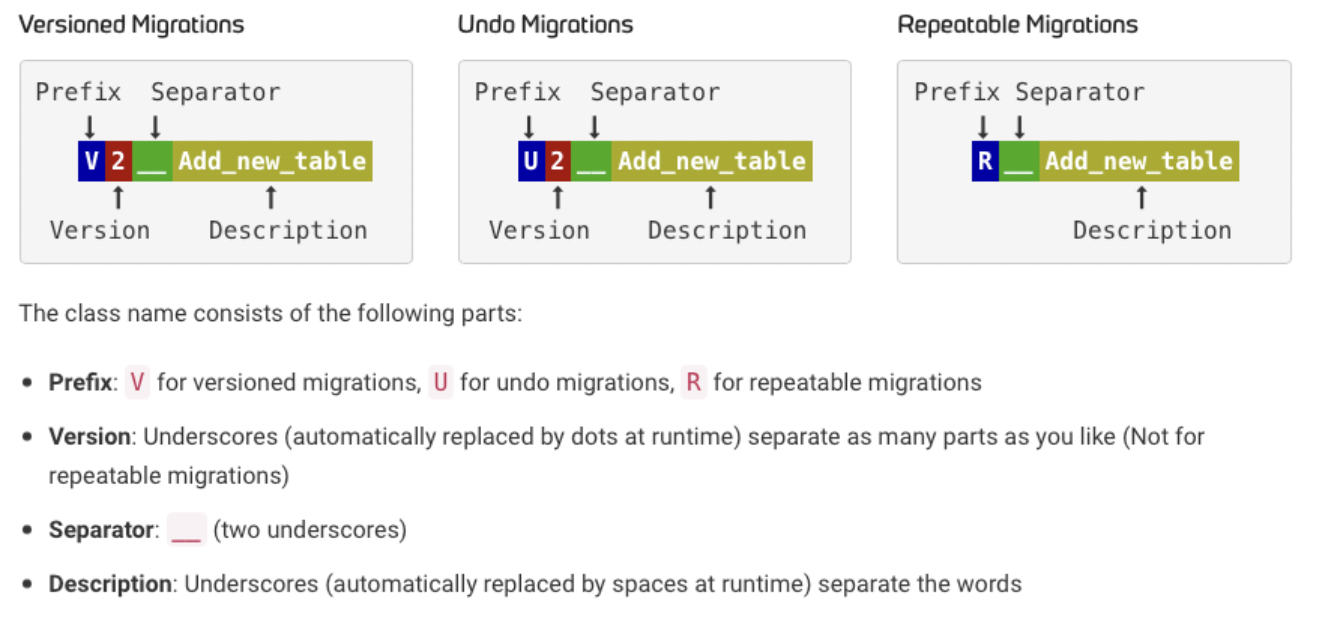 Versioned Migrations
Prefix Separator
V 2 __ Add_new_table
Version Description
Undo Migrations
Prefix Separator
U 2 __ Add_new_table
Version Description
Repeatable Migrations
Prefix Separator
R __ Add_new_table
Description
The class name consists of the following parts:
• Prefix: V for versioned migrations, U for undo migrations, R for repeatable migrations
• Version: Underscores (automatically replaced by dots at runtime) separate as many parts as you like (Not for
repeatable migrations)
• Separator: __ (two underscores)
• Description: Underscores (automatically replaced by spaces at runtime) separate the words